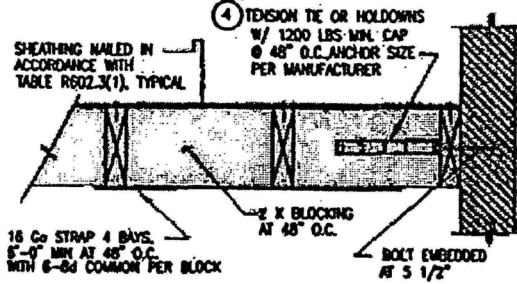 4 TENSION TIE OR HOLDOWNS
W/ 1200 LBS MIN. CAP
@ 48" O.C. ANCHOR SIZE
PER MANUFACTURER
SHEATHING NAILED IN
ACCORDANCE WITH
TABLE R602.3(1), TYPICAL
16 Ga STRAP 4 BAYS,
MIN AT 48" O.C.
WITH 6-8d COMMON PER BLOCK
2 X BLOCKING
AT 48" O.C.
BOLT EMBEDDED
AT 5 1/2"